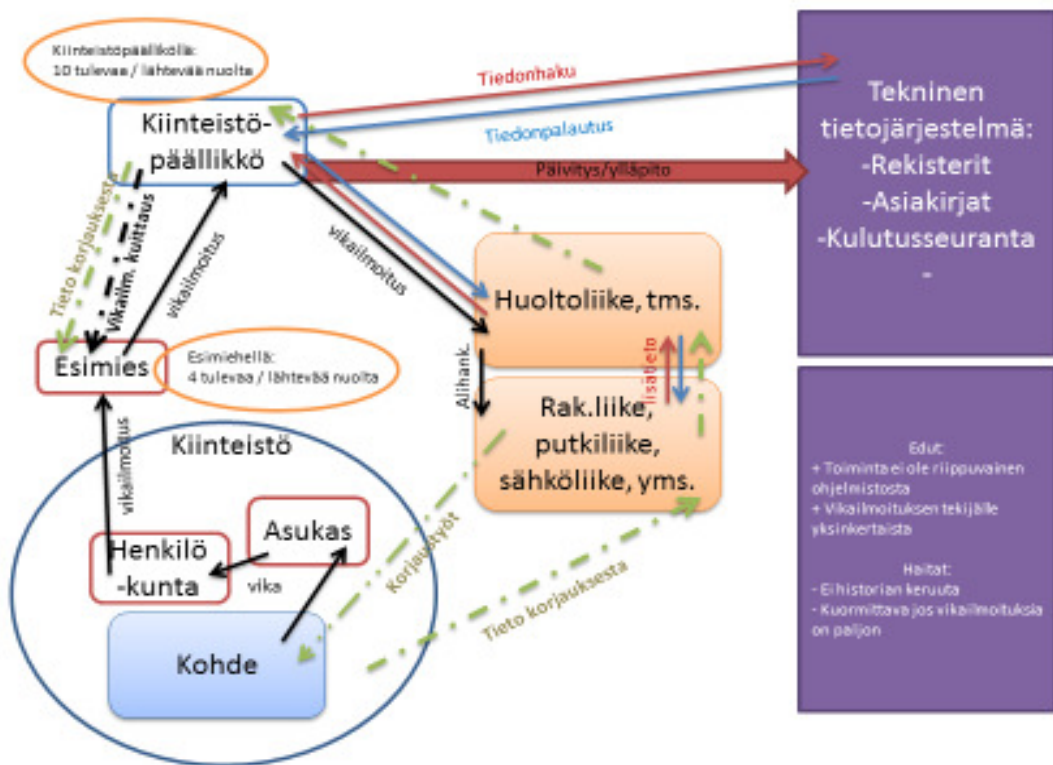 Kiinteistöpäälliköllä:
10 tulevaa / lähtevää nuolta
Kiinteistö-
päällikkö
Tiedonhaku
Tiedonpalautus
Päivitys/ylläpito
Tekninen
tietojärjestelmä:
-Rekisterit
-Asiakirjat
-Kulutusseuranta
-
Tieto korjauksesta
Vikailm. kuittaus
vikailmoitus
vikailmoitus
Huoltoliike, tms.
Esimies
Esimiehellä:
4 tulevaa / lähtevää nuolta
Alihank.
lisätieto
Rak.liike,
putkiliike,
sähköliike, yms.
vikailmoitus
Kiinteistö
Asukas
Henkilö
-kunta
vika
Kohde
Korjaustyöt
Tieto korjauksesta
Edut:
+ Toiminta ei ole riippuvainen
ohjelmistosta
+ Vikailmoituksen tekijälle
yksinkertaista
Haitat:
- Ei historian keruuta
- Kuormittava jos vikailmoituksia
on paljon